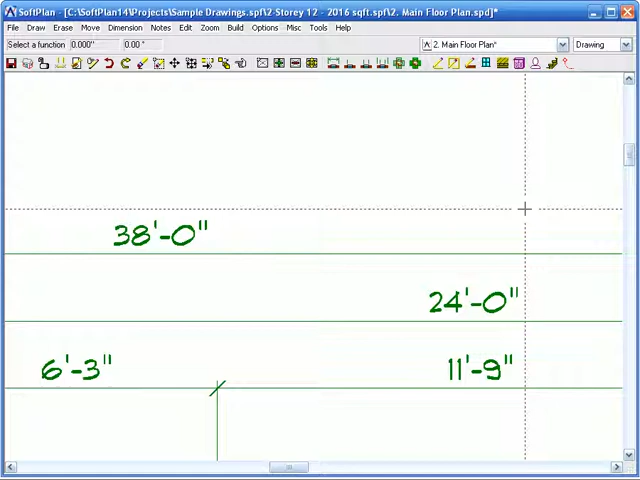 SoftPlan - [C:\SoftPlan14\Projects\Sample Drawings.spf\2-Storey 12 - 2016 sqft.spf\2. Main Floor Plan.spd]*
File Draw Erase Move Dimension Notes Edit Zoom Build Options Misc Tools Help
Select a function 0.000" 0.00 ° 2. Main Floor Plan* Drawing
38'-0"
24'-0"
6'-3" 11'-9"